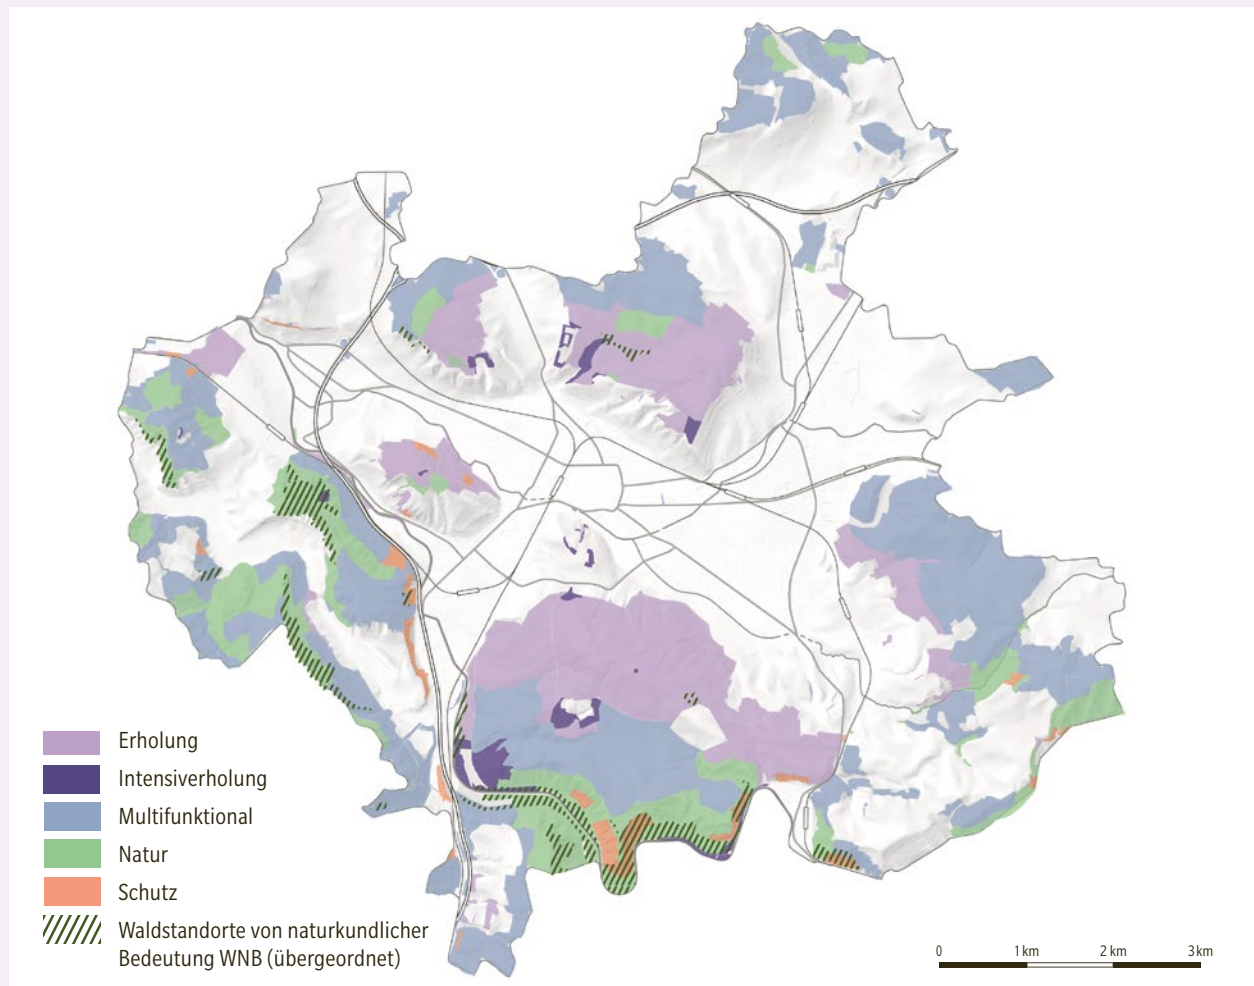 Erholung
Intensiverholung
Multifunktional
Natur
Schutz
Waldstandorte von naturkundlicher
Bedeutung WNB (übergeordnet)
0 1 km 2 km 3 km